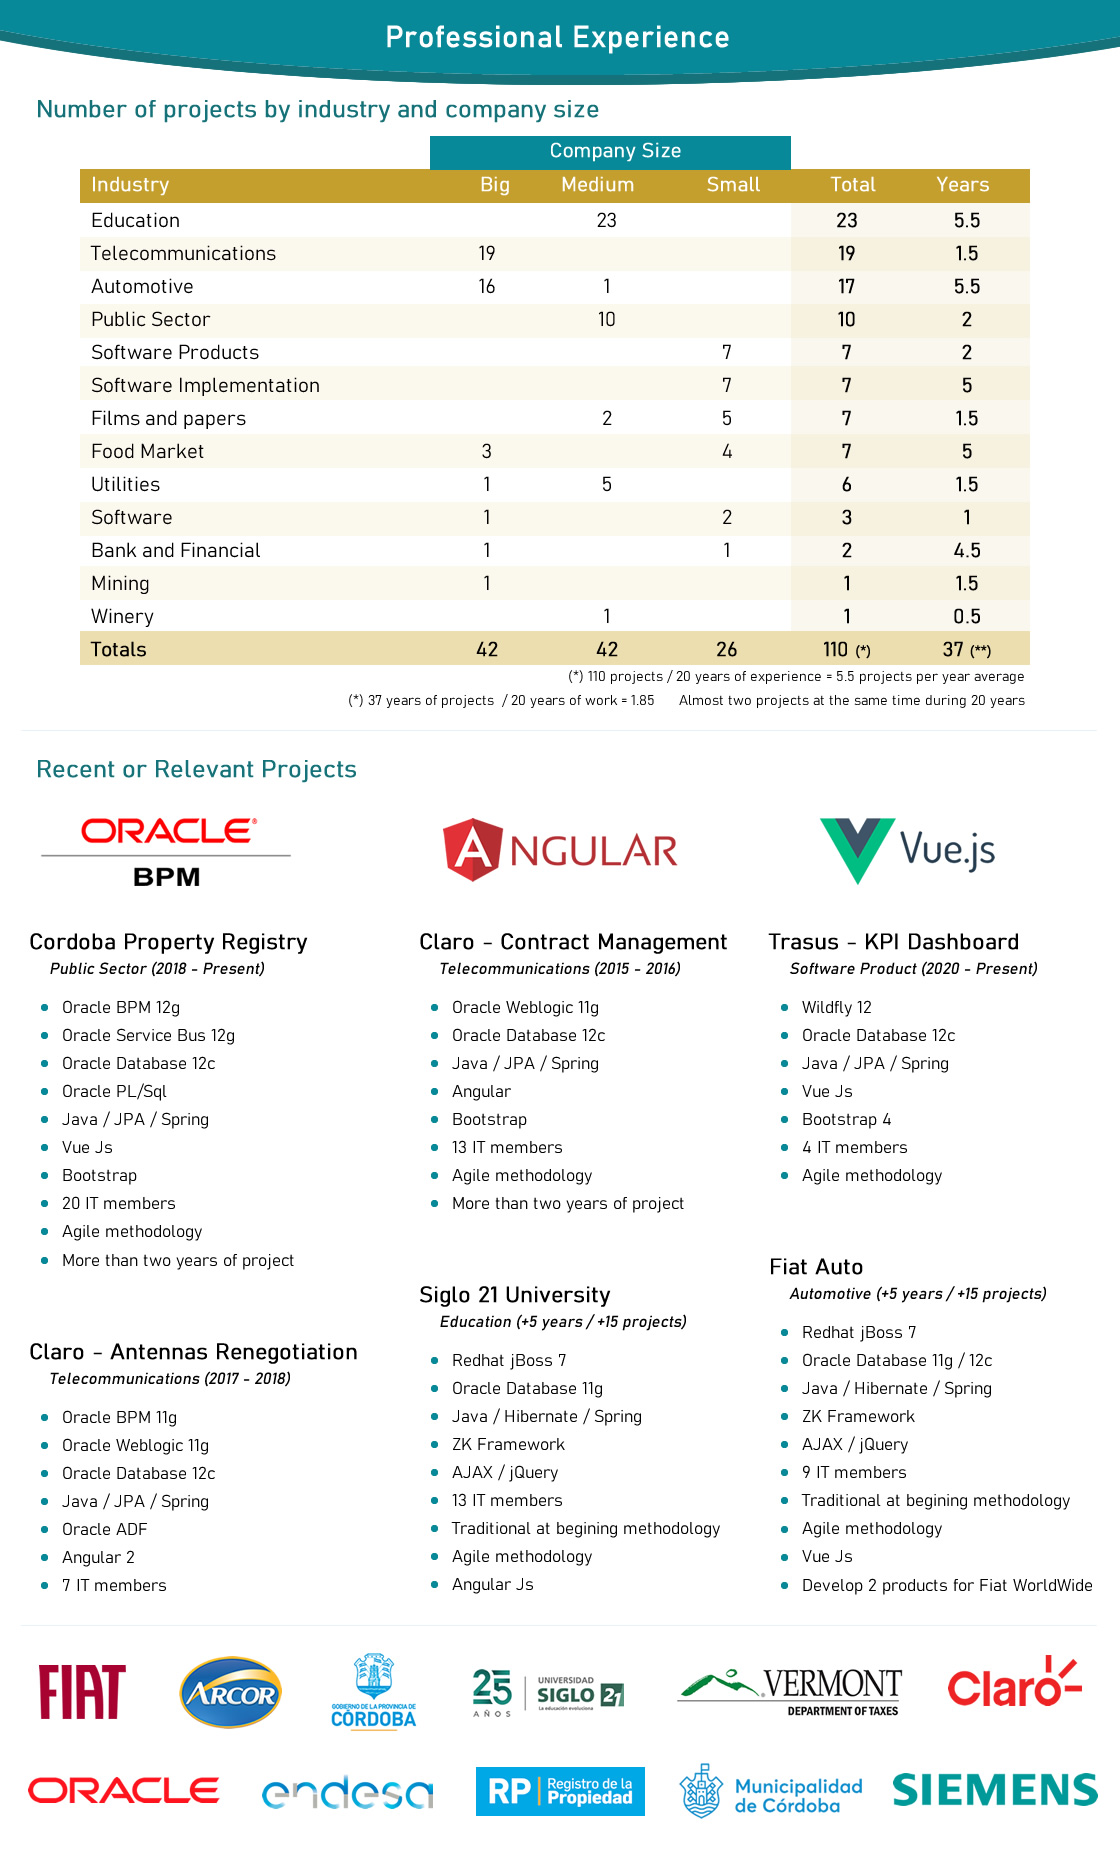 Professional Experience
Number of projects by industry and company size
Company Size
Industry Big Medium Small Total Years
Education 23 23 5.5
Telecommunications 19 19 1.5
Automotive 16 1 17 5.5
Public Sector 10 10 2
Software Products 7 7 2
Software Implementation 7 7 5
Films and papers 2 5 7 1.5
Food Market 3 4 7 5
Utilities 1 5 6 1.5
Software 1 2 3 1
Bank and Financial 1 1 2 4.5
Mining 1 1 1.5
Winery 1 1 0.5
Totals 42 42 26 110 (*) 37 (**)
(*) 110 projects / 20 years of experience = 5.5 projects per year average
(*) 37 years of projects / 20 years of work = 1.85 Almost two projects at the same time during 20 years
Recent or Relevant Projects
ORACLE®
BPM
Cordoba Property Registry
Public Sector (2018 - Present)
Oracle BPM 12g
Oracle Service Bus 12g
Oracle Database 12c
Oracle PL/Sql
Java / JPA / Spring
Vue Js
Bootstrap
20 IT members
Agile methodology
More than two years of project
Claro - Antennas Renegotiation
Telecommunications (2017 - 2018)
Oracle BPM 11g
Oracle Weblogic 11g
Oracle Database 12c
Java / JPA / Spring
Oracle ADF
Angular 2
7 IT members
ANGULAR
Claro - Contract Management
Telecommunications (2015 - 2016)
Oracle Weblogic 11g
Oracle Database 12c
Java / JPA / Spring
Angular
Bootstrap
13 IT members
Agile methodology
More than two years of project
Siglo 21 University
Education (+5 years / +15 projects)
Redhat jBoss 7
Oracle Database 11g
Java / Hibernate / Spring
ZK Framework
AJAX / jQuery
13 IT members
Traditional at begining methodology
Agile methodology
Angular Js
Vue.js
Trasus - KPI Dashboard
Software Product (2020 - Present)
Wildfly 12
Oracle Database 12c
Java / JPA / Spring
Vue Js
Bootstrap 4
4 IT members
Agile methodology
Fiat Auto
Automotive (+5 years / +15 projects)
Redhat jBoss 7
Oracle Database 11g / 12c
Java / Hibernate / Spring
ZK Framework
AJAX / jQuery
9 IT members
Traditional at begining methodology
Agile methodology
Vue Js
Develop 2 products for Fiat WorldWide
FIAT
ARCOR
GOBIERNO DE LA PROVINCIA DE
CÓRDOBA
25
AÑOS
UNIVERSIDAD
SIGLO 21
La educación evoluciona
VERMONT
DEPARTMENT OF TAXES
Claro
ORACLE
endesa
RP
Registro de la
Propiedad
Municipalidad
de Córdoba
SIEMENS